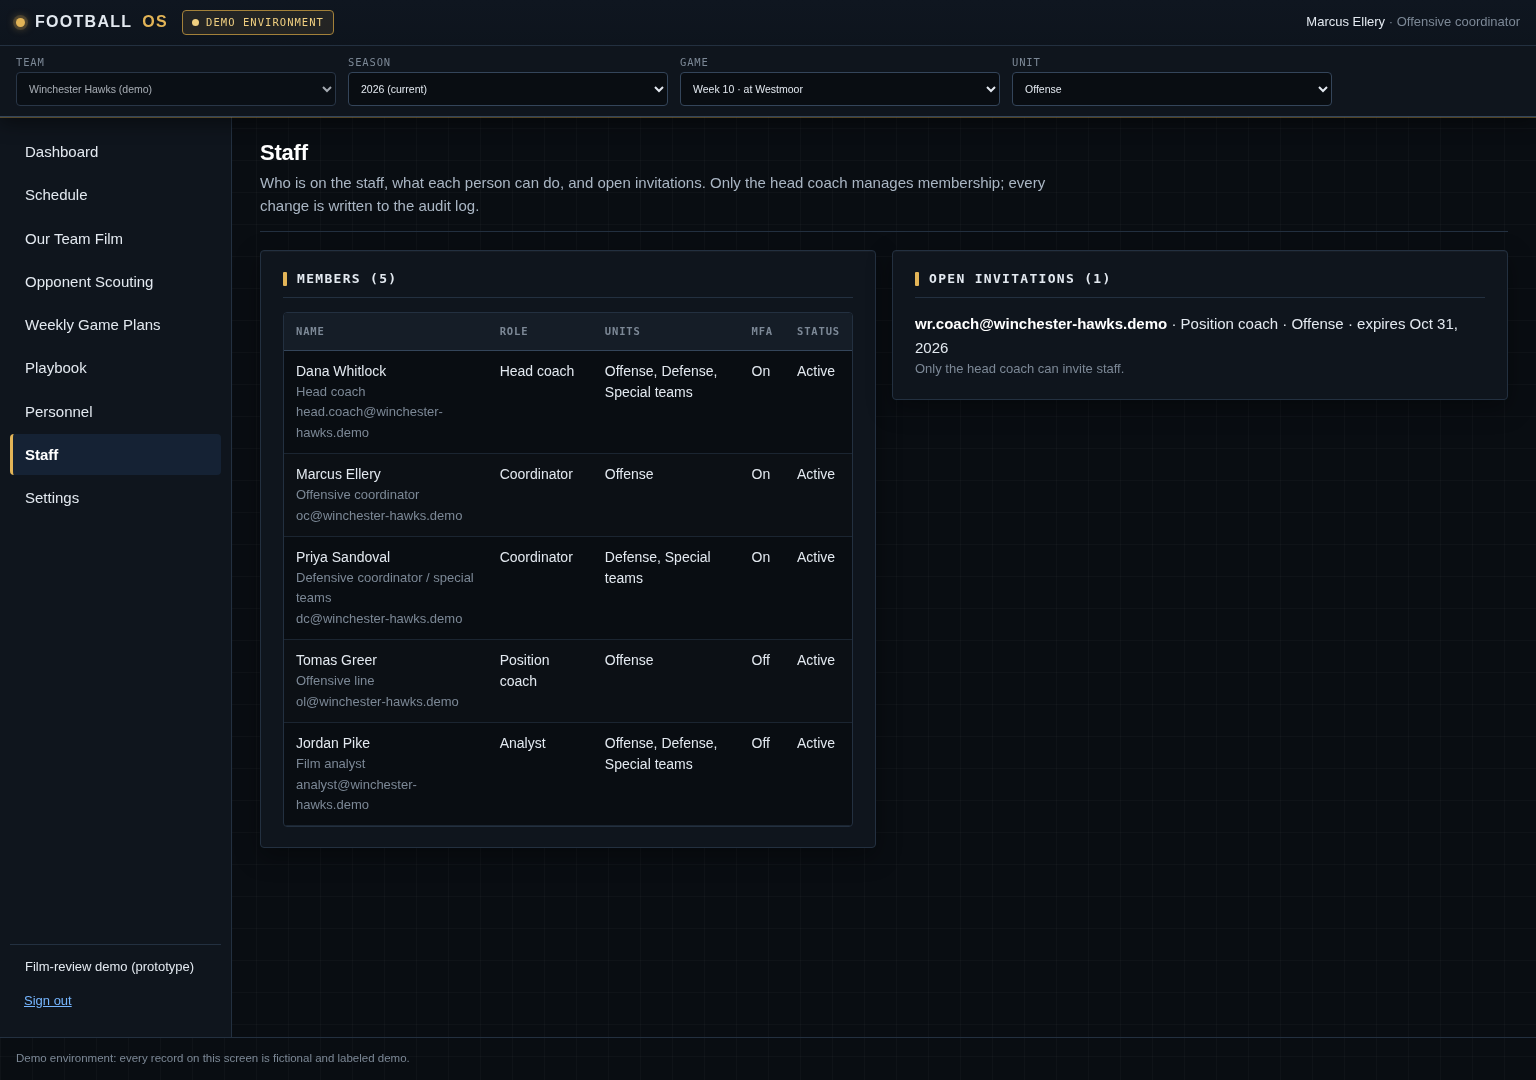 FOOTBALL OS
DEMO ENVIRONMENT
Marcus Ellery · Offensive coordinator
TEAM
Winchester Hawks (demo)
SEASON
2026 (current)
GAME
Week 10 · at Westmoor
UNIT
Offense
Dashboard
Schedule
Our Team Film
Opponent Scouting
Weekly Game Plans
Playbook
Personnel
Staff
Settings
Film-review demo (prototype)
Sign out
Staff
Who is on the staff, what each person can do, and open invitations. Only the head coach manages membership; every
change is written to the audit log.
MEMBERS (5)
NAME ROLE UNITS MFA STATUS
Dana Whitlock Head coach Offense, Defense, On Active
Head coach Special teams
head.coach@winchester-
hawks.demo
Marcus Ellery Coordinator Offense On Active
Offensive coordinator
oc@winchester-hawks.demo
Priya Sandoval Coordinator Defense, Special On Active
Defensive coordinator / special teams
teams
dc@winchester-hawks.demo
Tomas Greer Position Offense Off Active
Offensive line coach
ol@winchester-hawks.demo
Jordan Pike Analyst Offense, Defense, Off Active
Film analyst Special teams
analyst@winchester-
hawks.demo
OPEN INVITATIONS (1)
wr.coach@winchester-hawks.demo · Position coach · Offense · expires Oct 31,
2026
Only the head coach can invite staff.
Demo environment: every record on this screen is fictional and labeled demo.